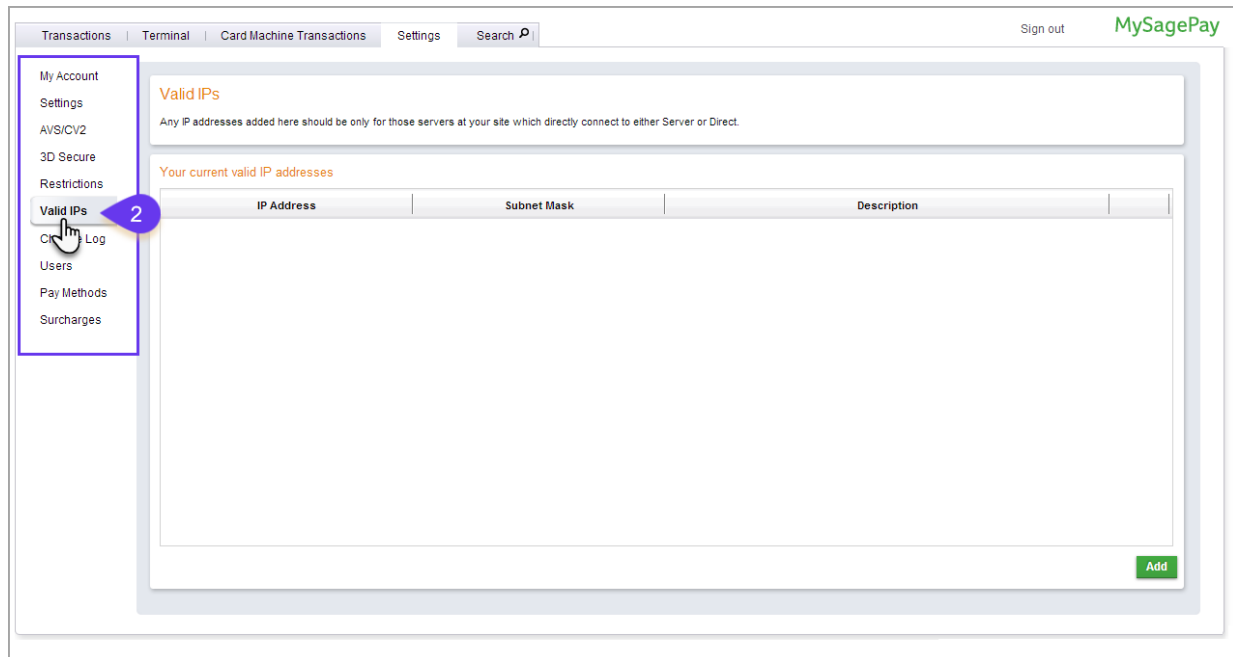 Transactions | Terminal | Card Machine Transactions Settings Search Sign out MySagePay
My Account
Settings
AVS/CV2
3D Secure
Restrictions
Valid IPs 2
Log
Users
Pay Methods
Surcharges
Valid IPs
Any IP addresses added here should be only for those servers at your site which directly connect to either Server or Direct.
Your current valid IP addresses
IP Address Subnet Mask Description
Add